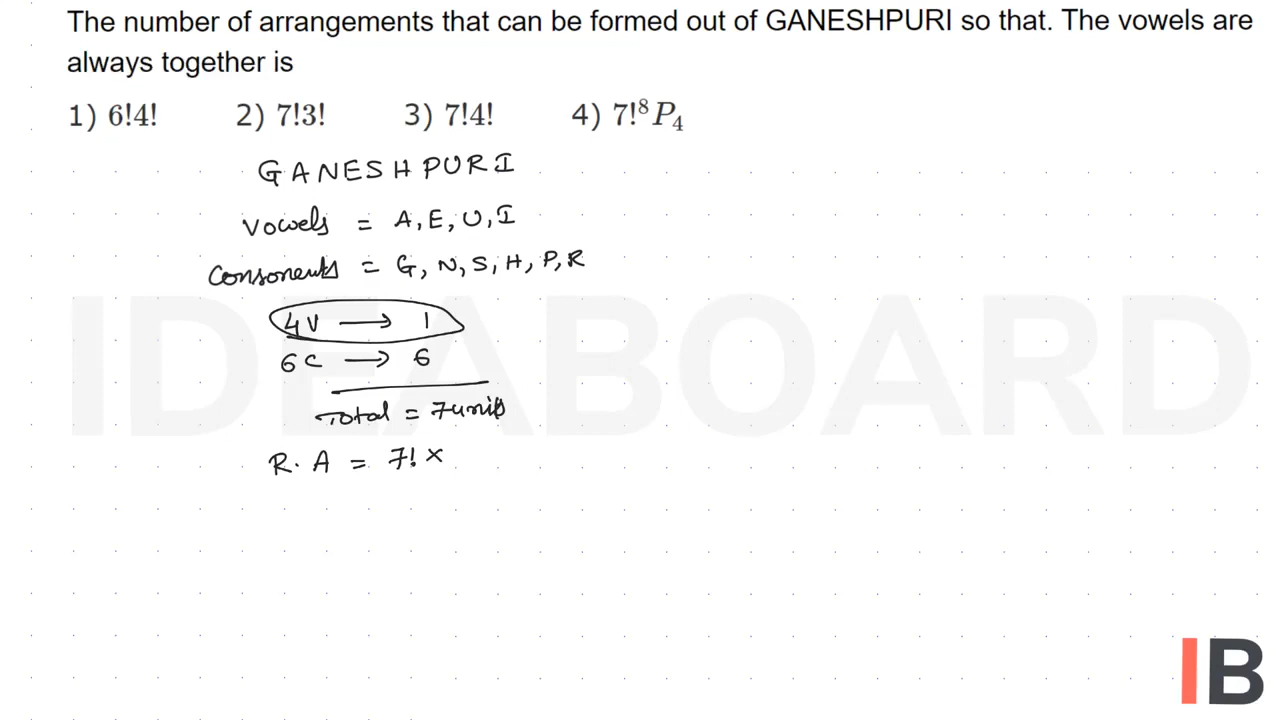 The number of arrangements that can be formed out of GANESHPURI so that. The vowels are
always together is
1) 6!4! 2) 7!3! 3) 7!4! 4) 7!⁸P₄
GANESHPURI
Vowels = A, E, U, I
Consonents = G, N, S, H, P, R
4V → 1
6C → 6
Total = 7 units
R.A = 7! ×
IDEABOARD
IB